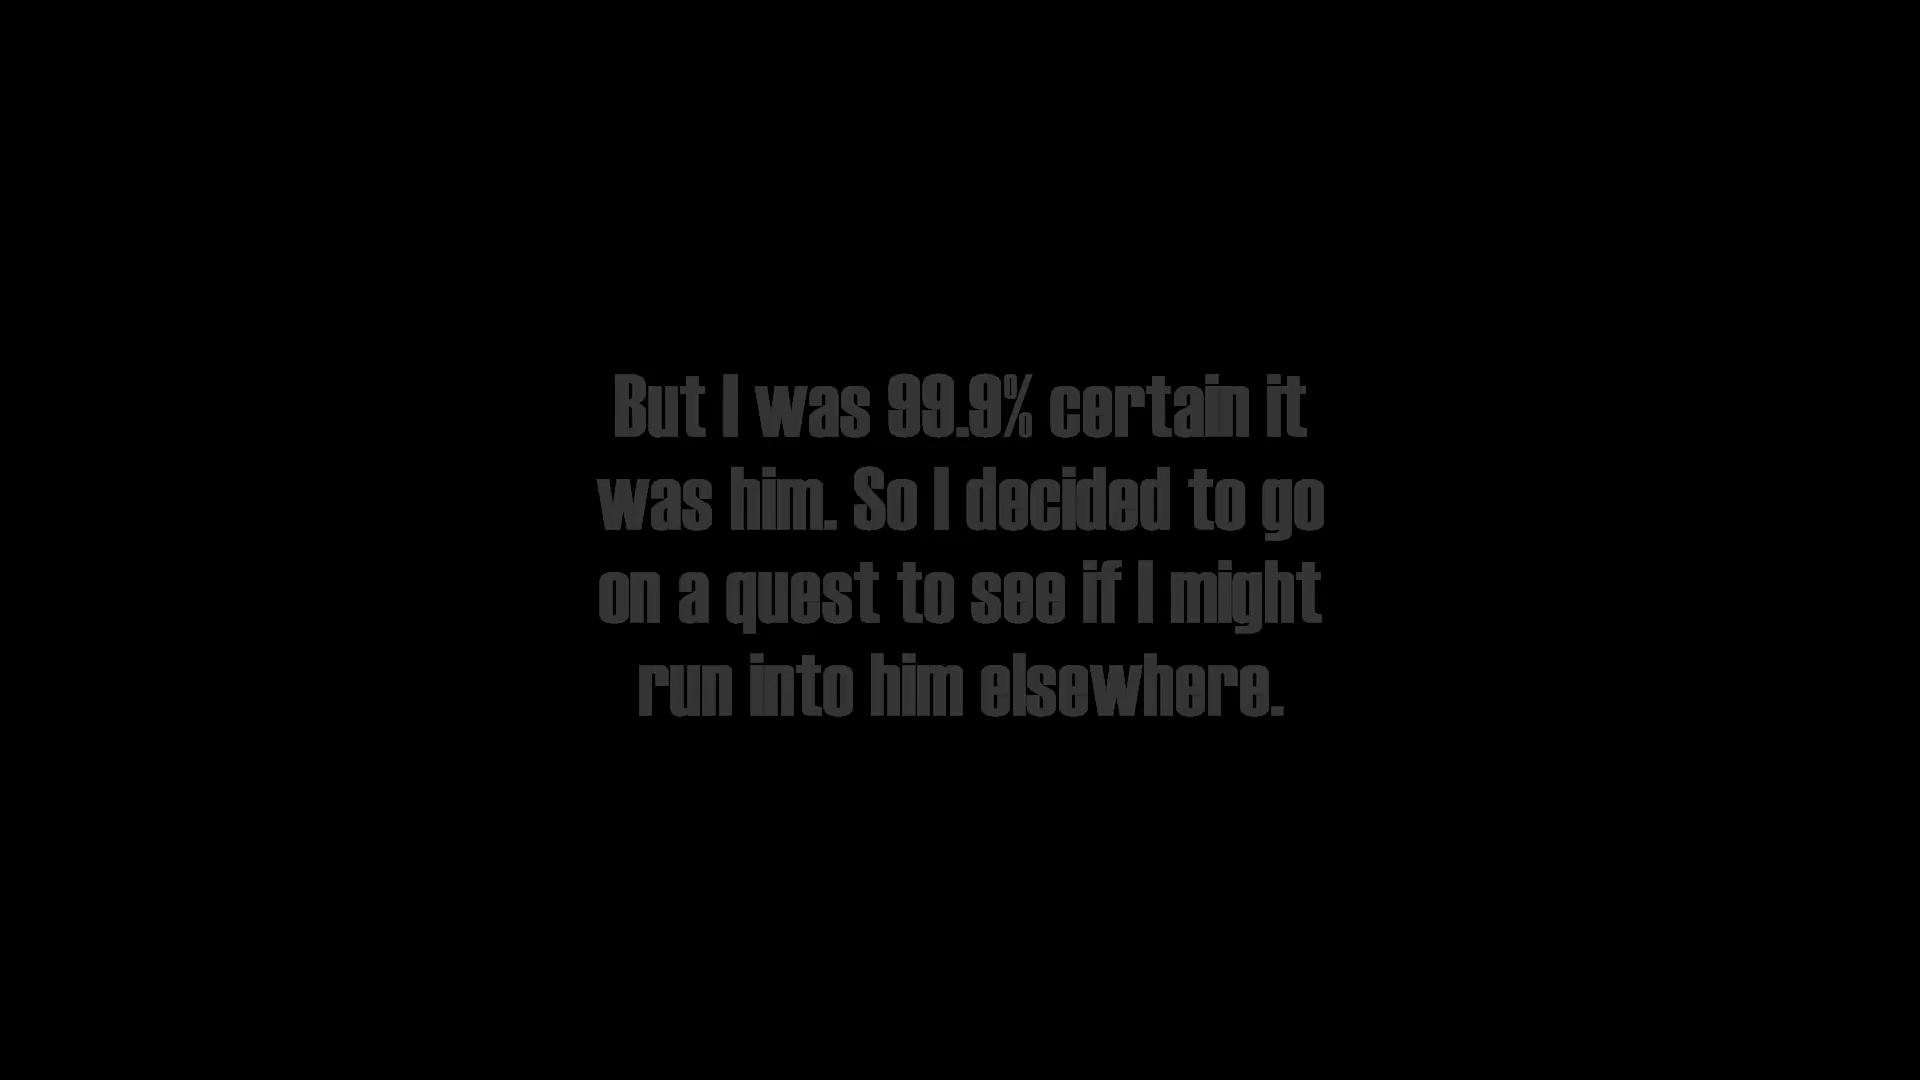 But I was 99.9% certain it
was him. So I decided to go
on a quest to see if I might
run into him elsewhere.